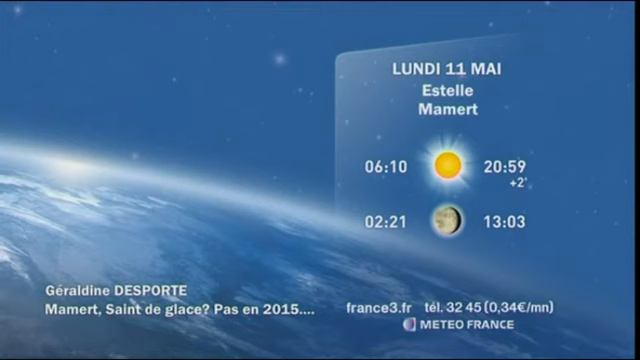 LUNDI 11 MAI
Estelle
Mamert
06:10 20:59
+2'
02:21 13:03
Géraldine DESPORTE
Mamert, Saint de glace? Pas en 2015....
france3.fr tél. 32 45 (0,34€/mn)
METEO FRANCE